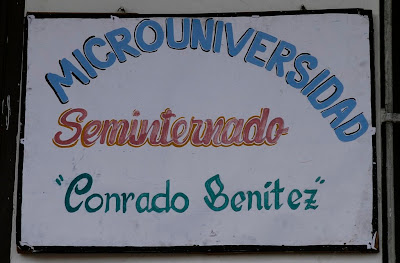 MICROUNIVERSIDAD
Seminternado
"Conrado Benítez"